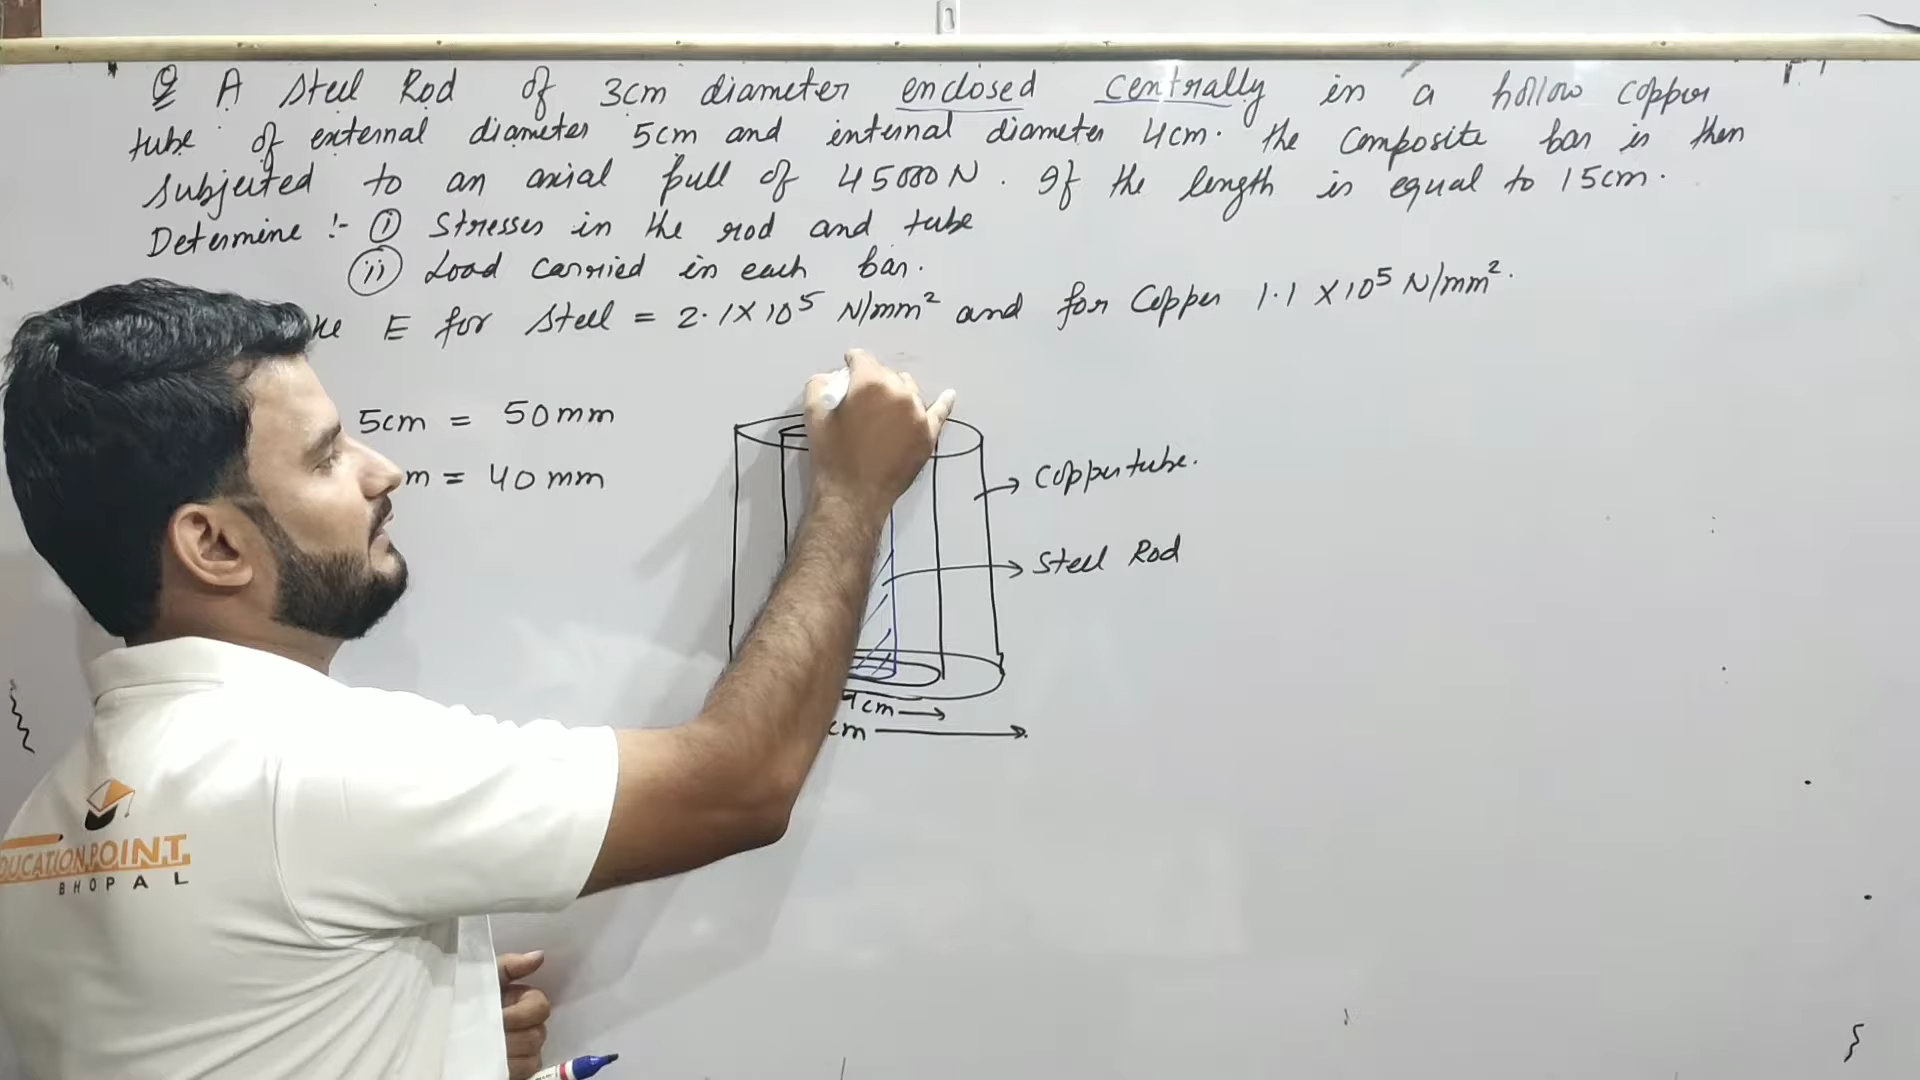 Q A Steel Rod of 3cm diameter enclosed centrally in a hollow copper
tube of external diameter 5cm and internal diameter 4cm. the composite bar is then
subjected to an axial pull of 45000N. If the length is equal to 15cm.
Determine :- (i) Stresses in the rod and tube
(ii) Load carried in each bar.
E for steel = 2.1×10⁵ N/mm² and for Copper 1.1×10⁵ N/mm².
5cm = 50mm
m = 40mm
Copper tube.
Steel Rod
4cm
cm
DUCATION POINT
BHOPAL